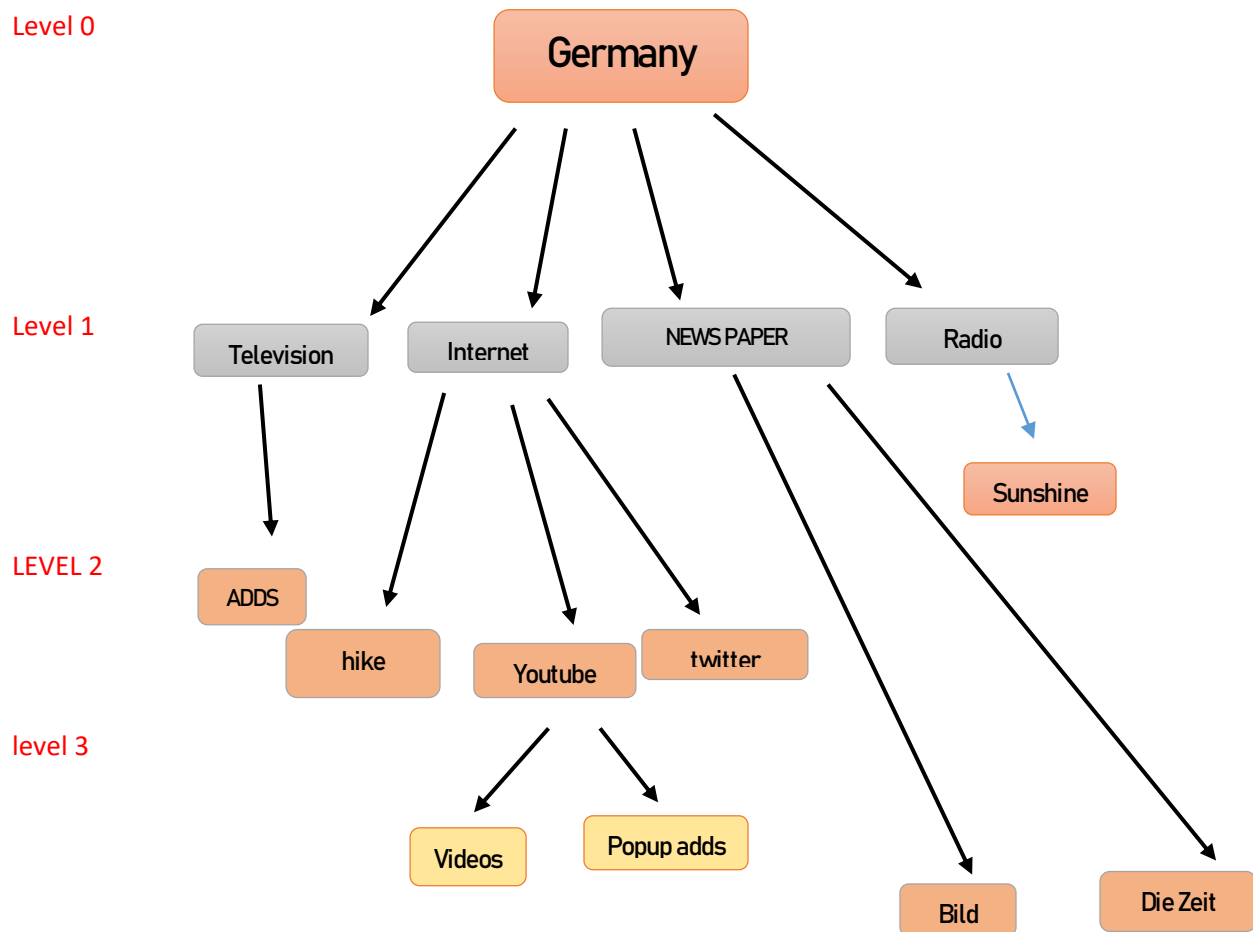 Level 0
Germany
Level 1
Television
Internet
NEWS PAPER
Radio
Sunshine
LEVEL 2
ADDS
hike
Youtube
twitter
level 3
Videos
Popup adds
Bild
Die Zeit